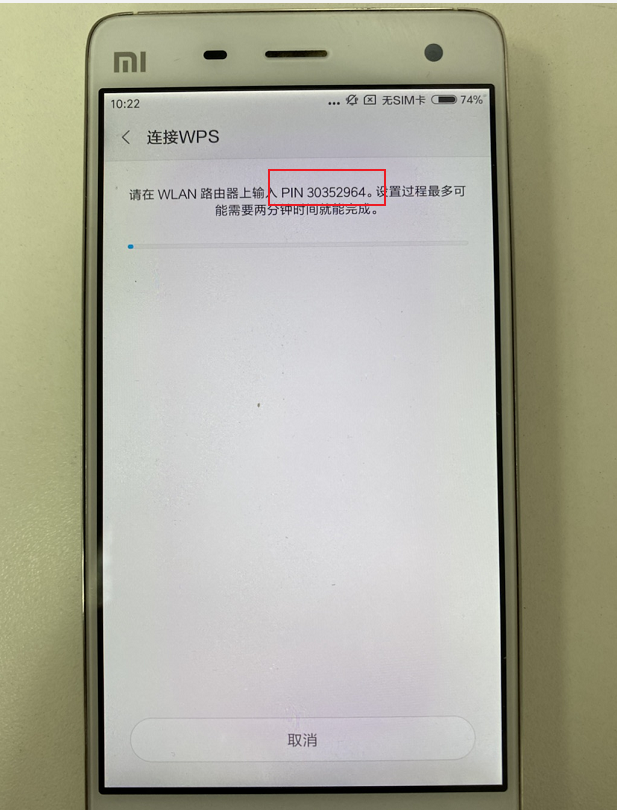 MI
10:22 ... 无SIM卡 74%
连接WPS
请在 WLAN 路由器上输入 PIN 30352964。设置过程最多可
能需要两分钟时间就能完成。
取消